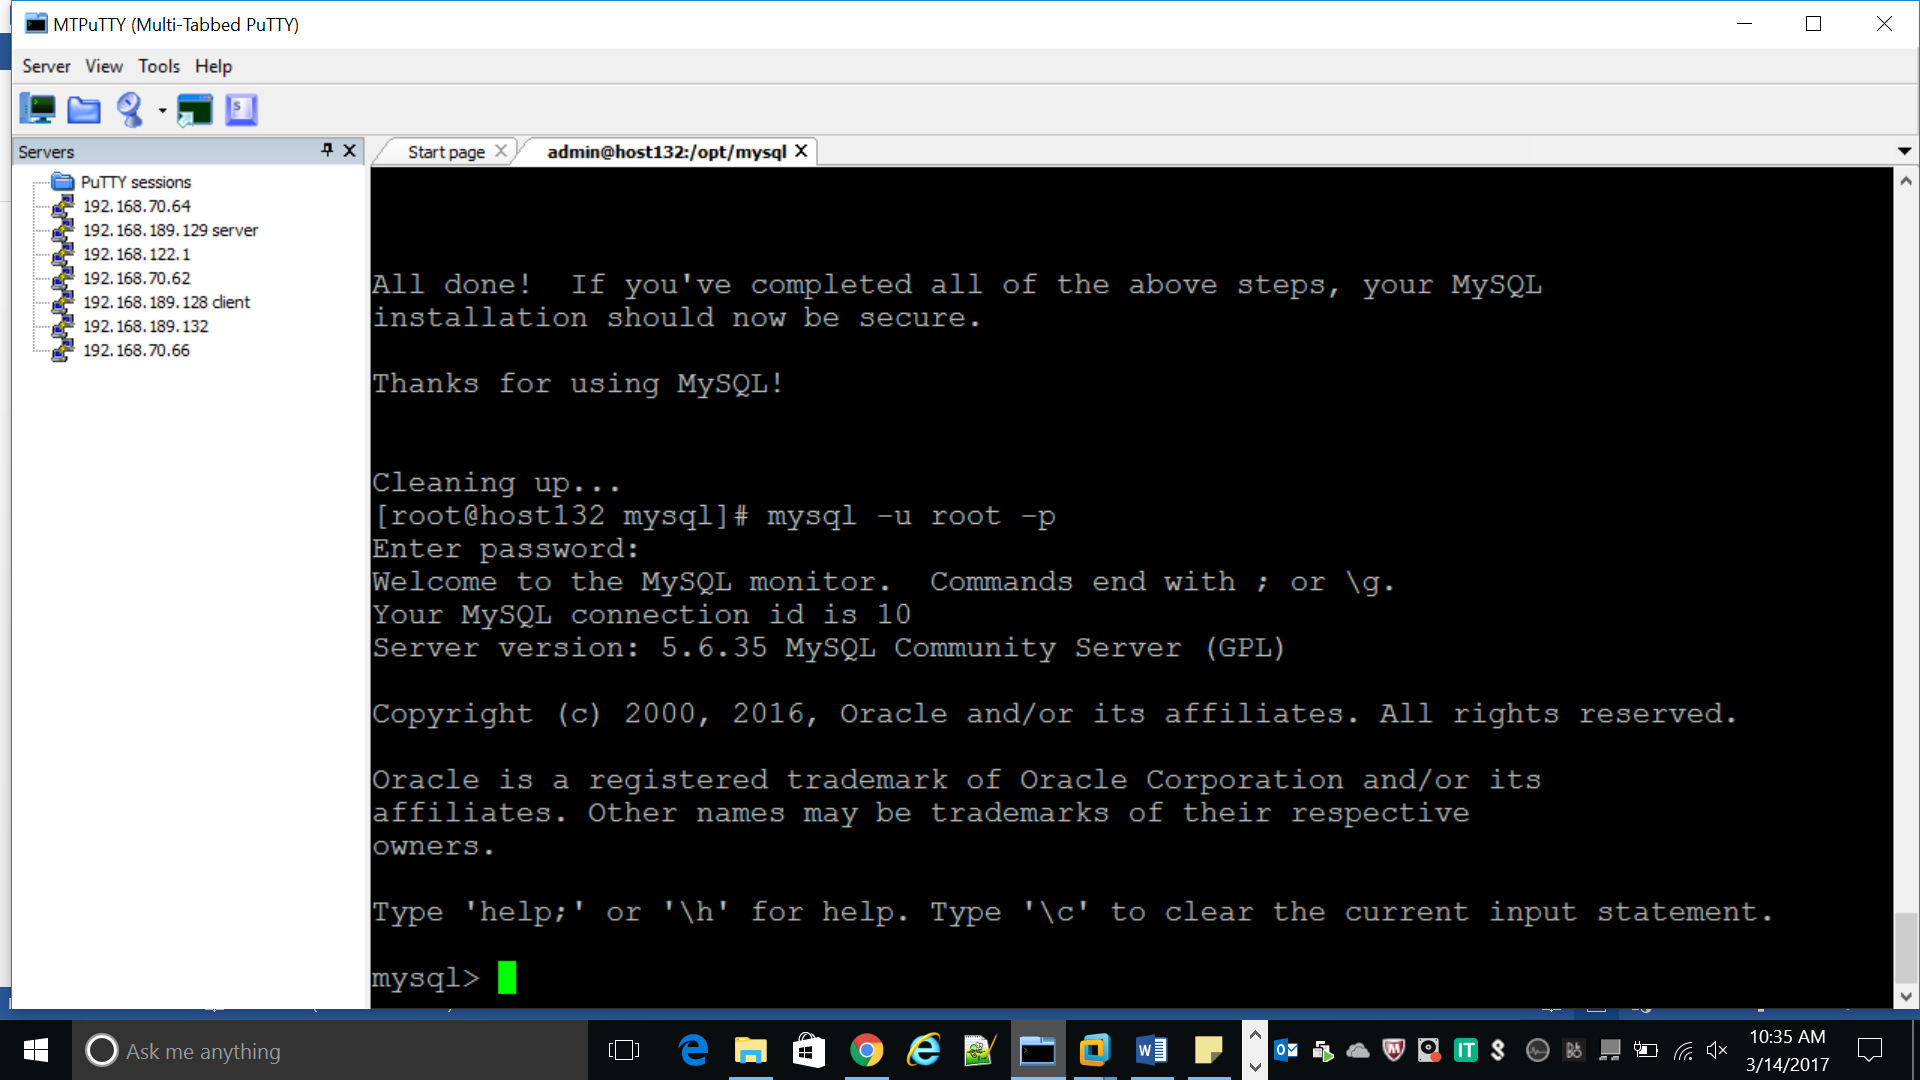 MTPuTTY (Multi-Tabbed PuTTY)
Server View Tools Help
Servers
Start page
admin@host132:/opt/mysql
PuTTY sessions
192.168.70.64
192.168.189.129 server
192.168.122.1
192.168.70.62
192.168.189.128 client
192.168.189.132
192.168.70.66
All done!  If you've completed all of the above steps, your MySQL
installation should now be secure.
Thanks for using MySQL!
Cleaning up...
[root@host132 mysql]# mysql -u root -p
Enter password:
Welcome to the MySQL monitor.  Commands end with ; or \g.
Your MySQL connection id is 10
Server version: 5.6.35 MySQL Community Server (GPL)
Copyright (c) 2000, 2016, Oracle and/or its affiliates. All rights reserved.
Oracle is a registered trademark of Oracle Corporation and/or its
affiliates. Other names may be trademarks of their respective
owners.
Type 'help;' or '\h' for help. Type '\c' to clear the current input statement.
mysql>
Ask me anything
10:35 AM
3/14/2017